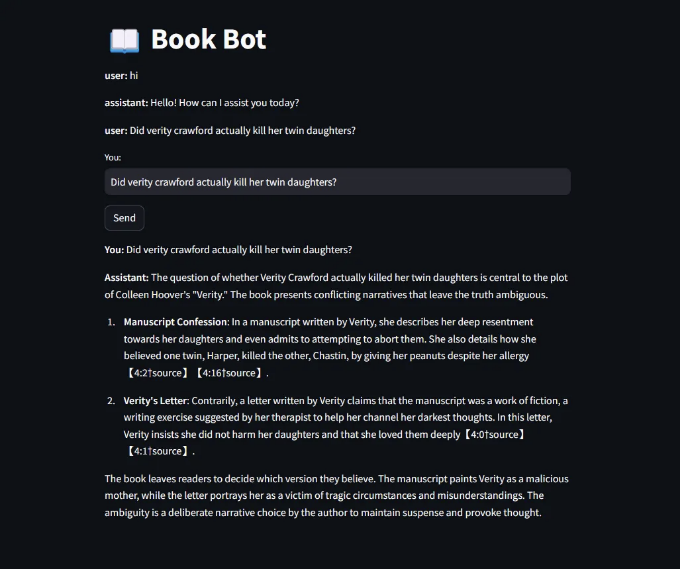 📖 Book Bot
user: hi
assistant: Hello! How can I assist you today?
user: Did verity crawford actually kill her twin daughters?
You:
Did verity crawford actually kill her twin daughters?
Send
You: Did verity crawford actually kill her twin daughters?
Assistant: The question of whether Verity Crawford actually killed her twin daughters is central to the plot
of Colleen Hoover's "Verity." The book presents conflicting narratives that leave the truth ambiguous.
1. Manuscript Confession: In a manuscript written by Verity, she describes her deep resentment
towards her daughters and even admits to attempting to abort them. She also details how she
believed one twin, Harper, killed the other, Chastin, by giving her peanuts despite her allergy
【4:2†source】【4:16†source】.
2. Verity's Letter: Contrarily, a letter written by Verity claims that the manuscript was a work of fiction, a
writing exercise suggested by her therapist to help her channel her darkest thoughts. In this letter,
Verity insists she did not harm her daughters and that she loved them deeply【4:0†source】
【4:1†source】.
The book leaves readers to decide which version they believe. The manuscript paints Verity as a malicious
mother, while the letter portrays her as a victim of tragic circumstances and misunderstandings. The
ambiguity is a deliberate narrative choice by the author to maintain suspense and provoke thought.